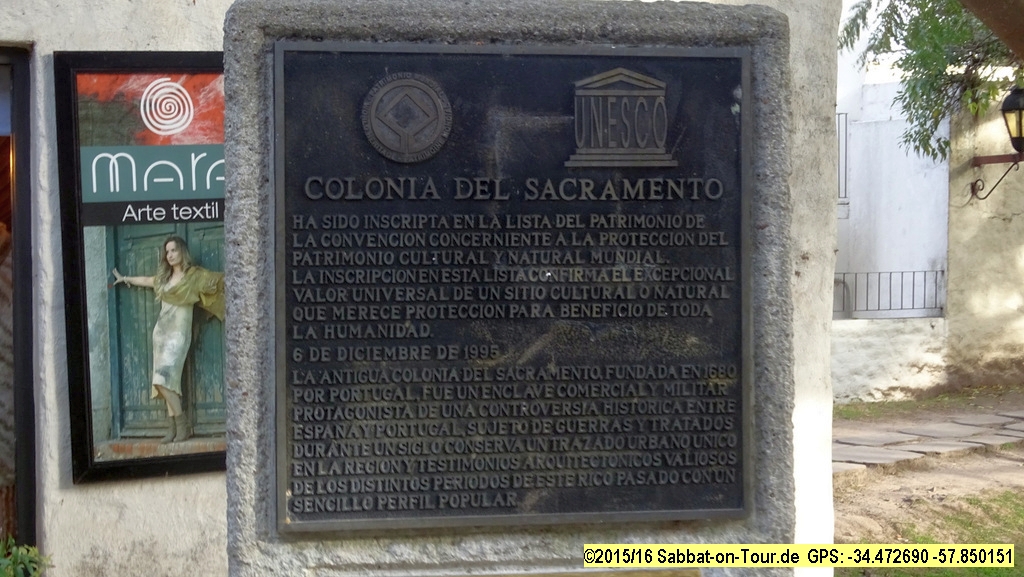 mara
Arte textil
UNESCO
COLONIA DEL SACRAMENTO
HA SIDO INSCRIPTA EN LA LISTA DEL PATRIMONIO DE
LA CONVENCION CONCERNIENTE A LA PROTECCION DEL
PATRIMONIO CULTURAL Y NATURAL MUNDIAL.
LA INSCRIPCION EN ESTA LISTA CONFIRMA EL EXCEPCIONAL
VALOR UNIVERSAL DE UN SITIO CULTURAL O NATURAL
QUE MERECE PROTECCION PARA BENEFICIO DE TODA
LA HUMANIDAD.
6 DE DICIEMBRE DE 1995
LA ANTIGUA COLONIA DEL SACRAMENTO, FUNDADA EN 1680
POR PORTUGAL, FUE UN ENCLAVE COMERCIAL Y MILITAR
PROTAGONISTA DE UNA CONTROVERSIA HISTORICA ENTRE
ESPAÑA Y PORTUGAL, SUJETO DE GUERRAS Y TRATADOS
DURANTE UN SIGLO CONSERVA UN TRAZADO URBANO UNICO
EN LA REGION Y TESTIMONIOS ARQUITECTONICOS VALIOSOS
DE LOS DISTINTOS PERIODOS DE ESTE RICO PASADO CON UN
SENCILLO PERFIL POPULAR.
©2015/16 Sabbat-on-Tour.de GPS: -34.472690 -57.850151